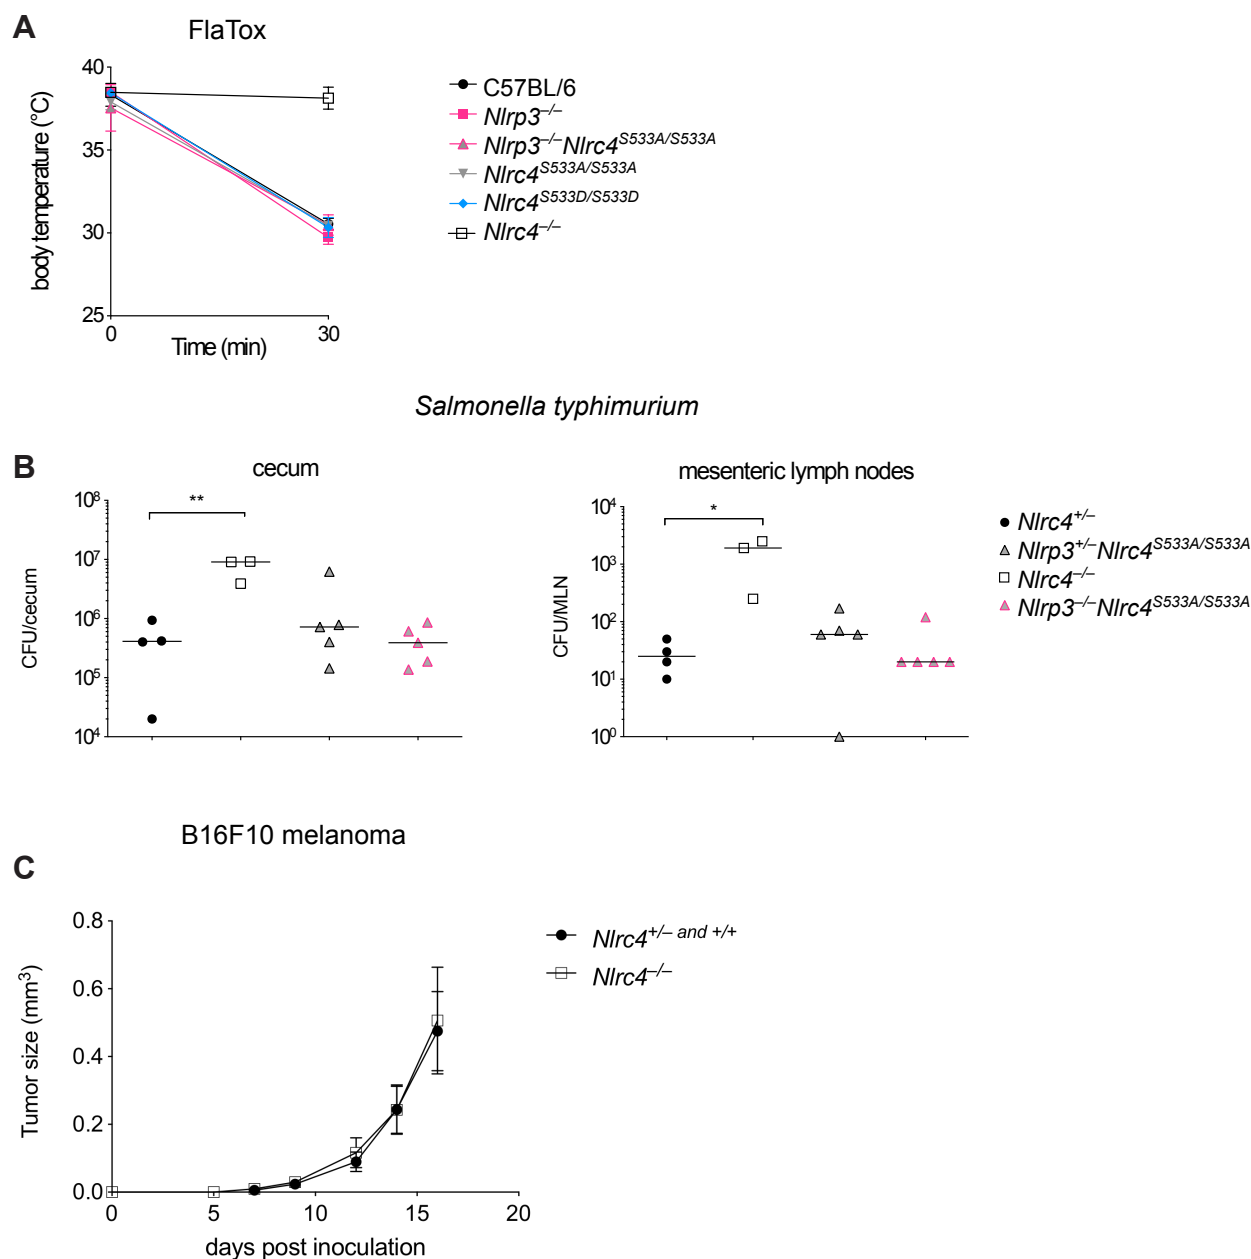 A
FlaTox
40
35
30
25
body temperature (°C)
0
30
Time (min)
C57BL/6
Nlrp3–/–
Nlrp3–/–Nlrc4S533A/S533A
Nlrc4S533A/S533A
Nlrc4S533D/S533D
Nlrc4–/–
Salmonella typhimurium
B
cecum
**
10⁸
10⁷
10⁶
10⁵
10⁴
CFU/cecum
mesenteric lymph nodes
*
10⁴
10³
10²
10¹
10⁰
CFU/MLN
Nlrc4+/–
Nlrp3+/–Nlrc4S533A/S533A
Nlrc4–/–
Nlrp3–/–Nlrc4S533A/S533A
B16F10 melanoma
C
0.8
0.6
0.4
0.2
0.0
Tumor size (mm³)
0
5
10
15
20
days post inoculation
Nlrc4+/– and +/+
Nlrc4–/–